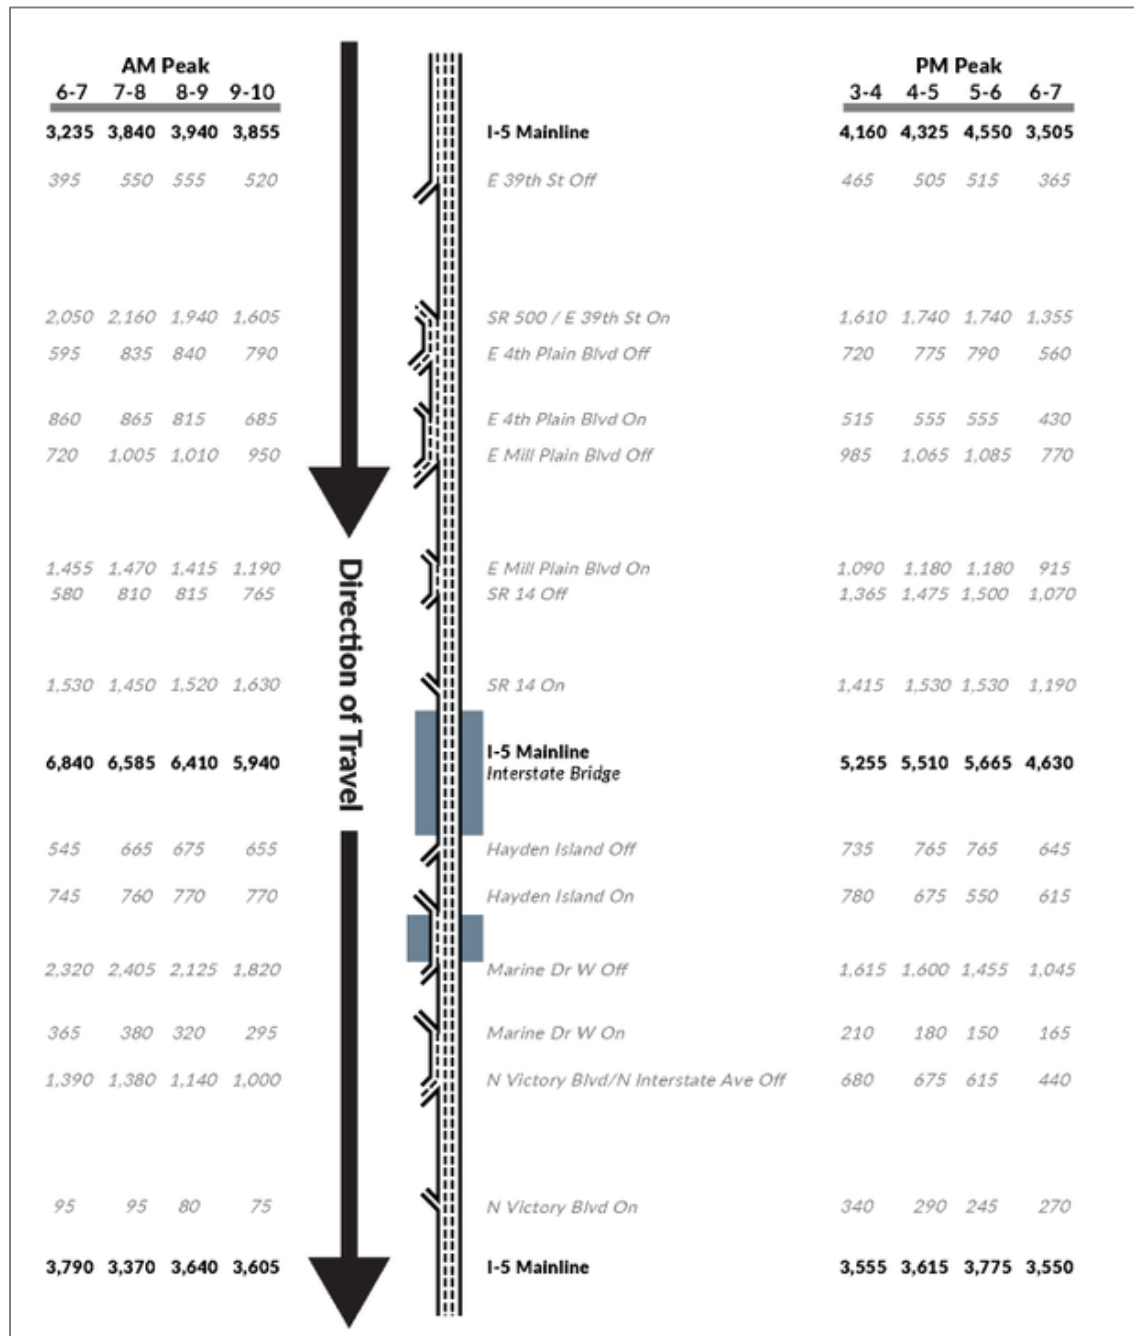 AM Peak PM Peak
6-7 7-8 8-9 9-10 3-4 4-5 5-6 6-7
3,235 3,840 3,940 3,855 I-5 Mainline 4,160 4,325 4,550 3,505
395 550 555 520 E 39th St Off 465 505 515 365
2,050 2,160 1,940 1,605 SR 500 / E 39th St On 1,610 1,740 1,740 1,355
595 835 840 790 E 4th Plain Blvd Off 720 775 790 560
860 865 815 685 E 4th Plain Blvd On 515 555 555 430
720 1,005 1,010 950 E Mill Plain Blvd Off 985 1,065 1,085 770
1,455 1,470 1,415 1,190 E Mill Plain Blvd On 1,090 1,180 1,180 915
580 810 815 765 SR 14 Off 1,365 1,475 1,500 1,070
Direction of Travel
1,530 1,450 1,520 1,630 SR 14 On 1,415 1,530 1,530 1,190
I-5 Mainline
6,840 6,585 6,410 5,940 Interstate Bridge 5,255 5,510 5,665 4,630
545 665 675 655 Hayden Island Off 735 765 765 645
745 760 770 770 Hayden Island On 780 675 550 615
2,320 2,405 2,125 1,820 Marine Dr W Off 1,615 1,600 1,455 1,045
365 380 320 295 Marine Dr W On 210 180 150 165
1,390 1,380 1,140 1,000 N Victory Blvd/N Interstate Ave Off 680 675 615 440
95 95 80 75 N Victory Blvd On 340 290 245 270
3,790 3,370 3,640 3,605 I-5 Mainline 3,555 3,615 3,775 3,550